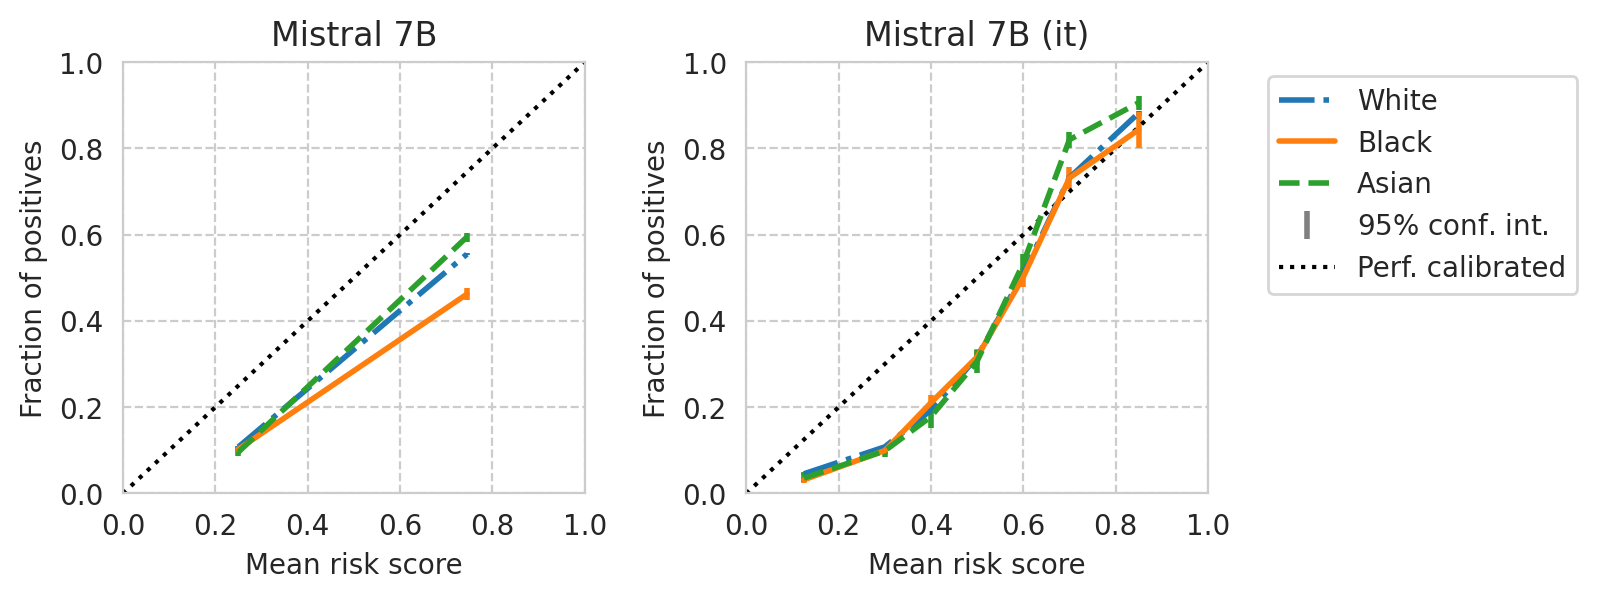 Mistral 7B
Fraction of positives
1.0
0.8
0.6
0.4
0.2
0.0
0.0 0.2 0.4 0.6 0.8 1.0
Mean risk score
Mistral 7B (it)
Fraction of positives
1.0
0.8
0.6
0.4
0.2
0.0
0.0 0.2 0.4 0.6 0.8 1.0
Mean risk score
White
Black
Asian
95% conf. int.
Perf. calibrated